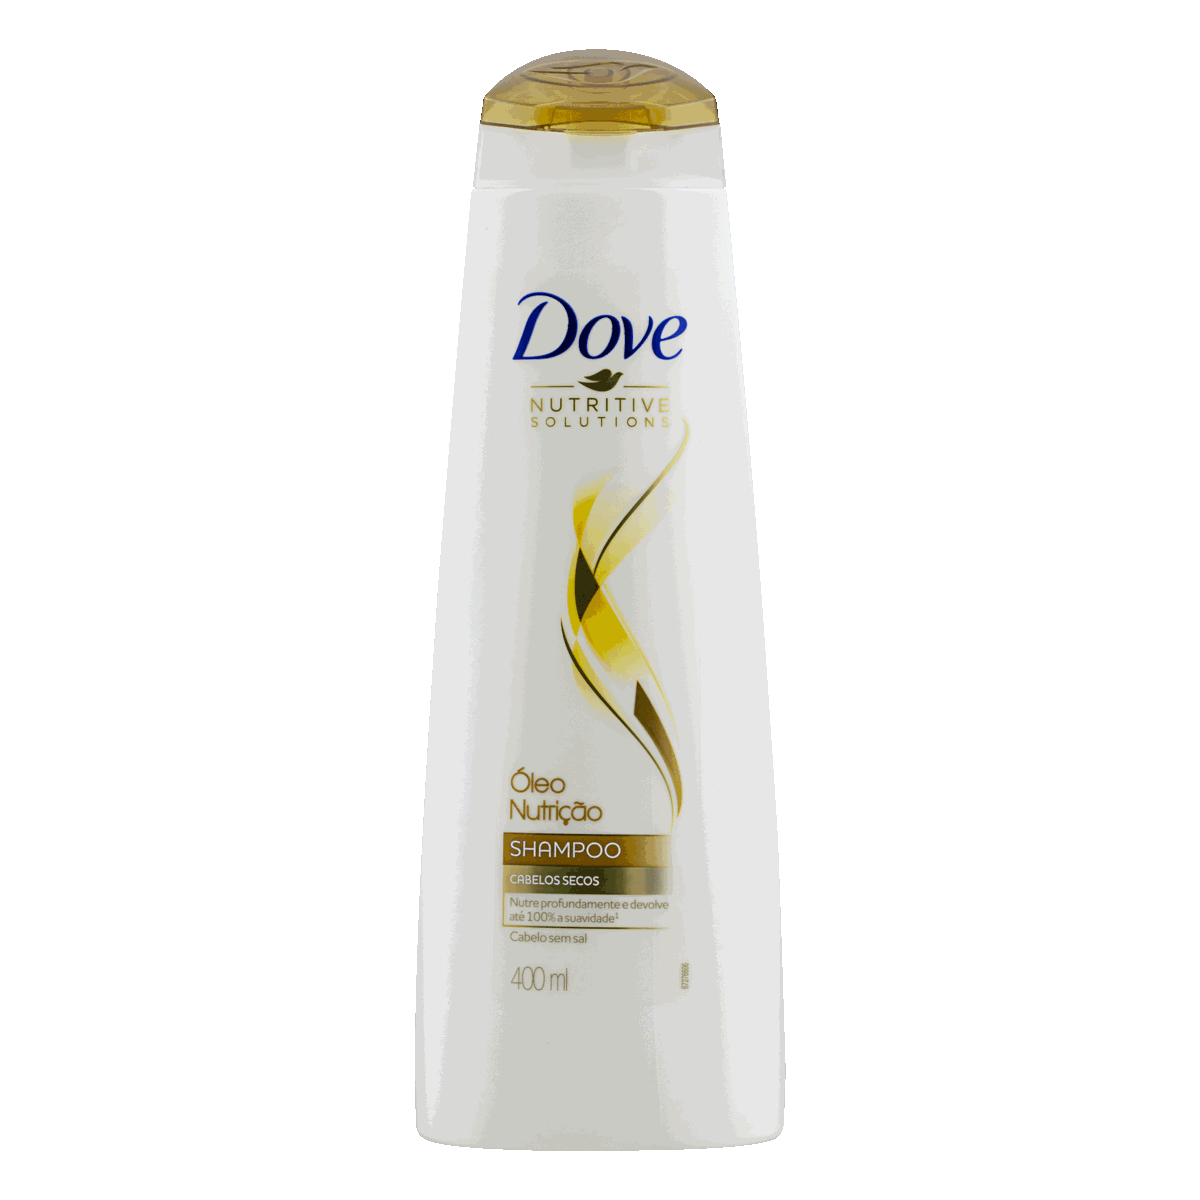 Dove
NUTRITIVE
SOLUTIONS
Óleo
Nutrição
SHAMPOO
CABELOS SECOS
Nutre profundamente e devolve
até 100% a suavidade¹
Cabelo sem sal
400 ml